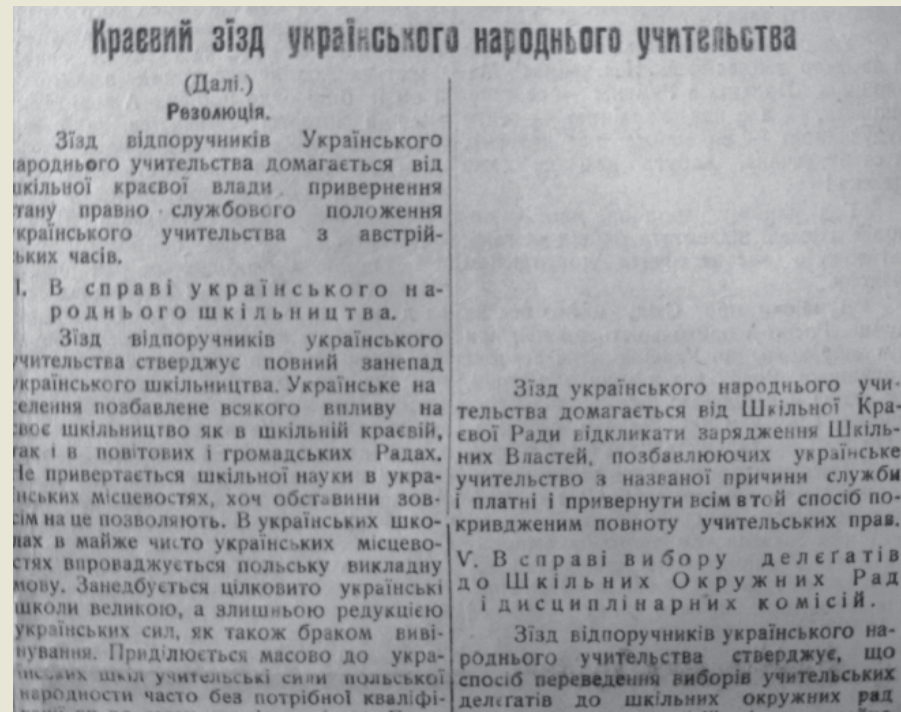 Краєвий зїзд українського народнього учительства
(Далі.)
Резолюція.
Зїзд відпоручників Українського
народнього учительства домагається від
шкільної краєвої влади привернення
стану правно службового положення
українського учительства з австрій-
ських часів.
I. В справі українського на-
роднього шкільництва.
Зїзд відпоручників українського
учительства стверджує повний занепад
українського шкільництва. Українське на
селення позбавлене всякого впливу на
своє шкільництво як в шкільній краєвій,
так і в повітових і громадських Радах.
Не привертається шкільної науки в укра-
їнських місцевостях, хоч обставини зов-
сім на це позволяють. В українських шко-
лах в майже чисто українських місцево-
стях впроваджується польську викладну
мову. Занедбується цілковито українські
школи великою, а злишньою редукцією
українських сил, як також браком виві-
нування. Приділюється масово до укра-
їнських шкіл учительські сили польської
народности часто без потрібної кваліфі-
Зїзд українського народнього учи-
тельства домагається від Шкільної Кра-
євої Ради відкликати зарядження Шкіль-
них Властей, позбавлюючих українське
учительство з названої причини служби
і платні і привернути всім в той спосіб по-
кривдженим повноту учительських прав.
V. В справі вибору делєґатів
до Шкільних Окружних Рад
і дисциплінарних комісій.
Зїзд відпоручників українського на-
роднього учительства стверджує, що
спосіб переведення виборів учительських
делєґатів до шкільних окружних рад